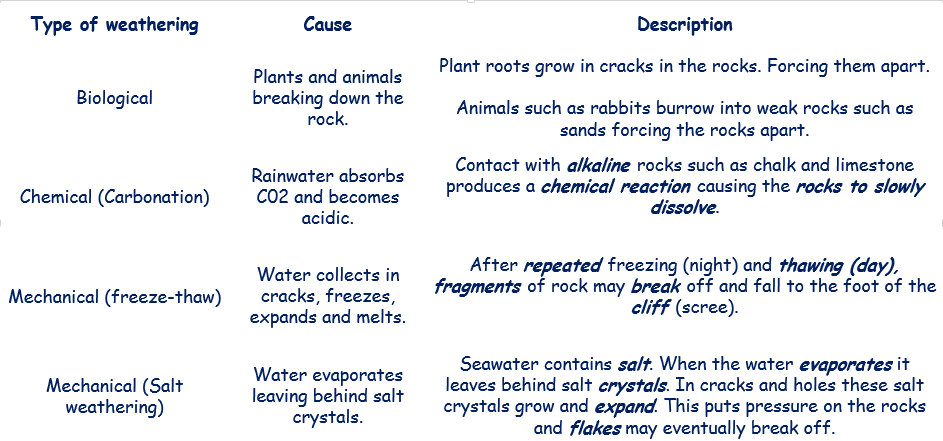 Type of weathering
Cause
Description
Biological
Plants and animals
breaking down the
rock.
Plant roots grow in cracks in the rocks. Forcing them apart.
Animals such as rabbits burrow into weak rocks such as
sands forcing the rocks apart.
Chemical (Carbonation)
Rainwater absorbs
CO2 and becomes
acidic.
Contact with alkaline rocks such as chalk and limestone
produces a chemical reaction causing the rocks to slowly
dissolve.
Mechanical (freeze-thaw)
Water collects in
cracks, freezes,
expands and melts.
After repeated freezing (night) and thawing (day),
fragments of rock may break off and fall to the foot of the
cliff (scree).
Mechanical (Salt
weathering)
Water evaporates
leaving behind salt
crystals.
Seawater contains salt. When the water evaporates it
leaves behind salt crystals. In cracks and holes these salt
crystals grow and expand. This puts pressure on the rocks
and flakes may eventually break off.